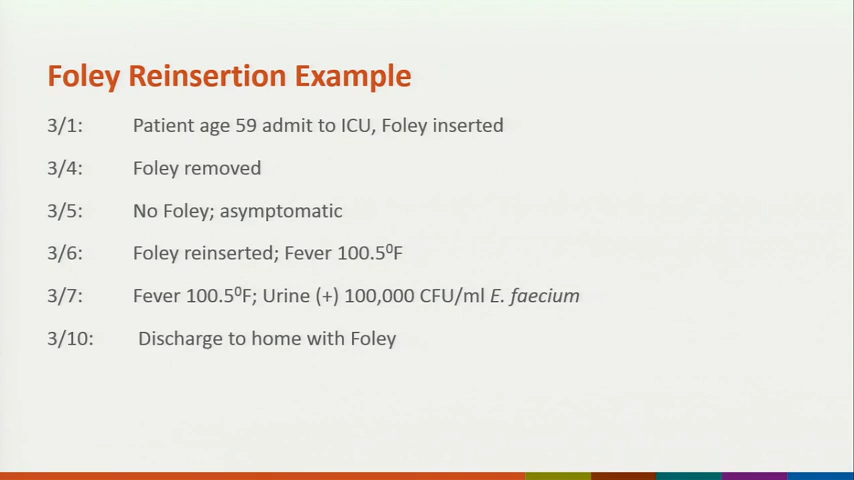 Foley Reinsertion Example
3/1: Patient age 59 admit to ICU, Foley inserted
3/4: Foley removed
3/5: No Foley; asymptomatic
3/6: Foley reinserted; Fever 100.5⁰F
3/7: Fever 100.5⁰F; Urine (+) 100,000 CFU/ml E. faecium
3/10: Discharge to home with Foley